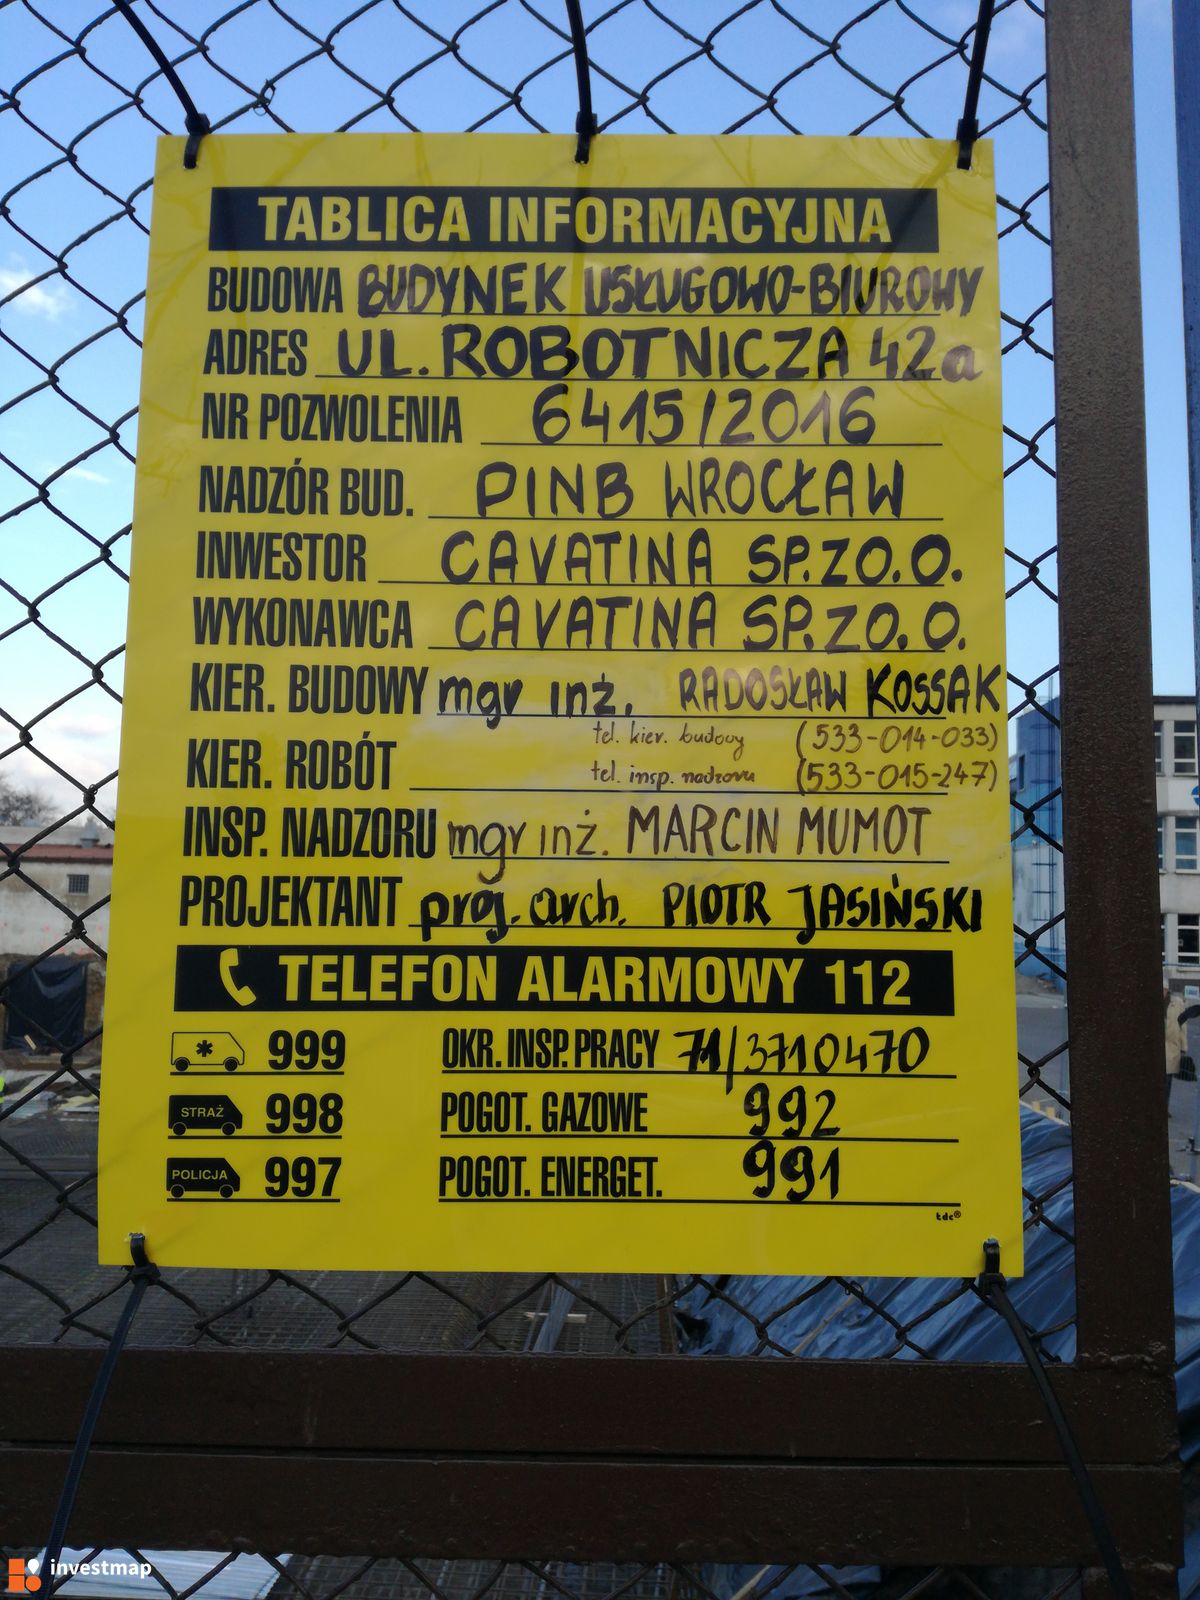 TABLICA INFORMACYJNA
BUDOWA BUDYNEK USŁUGOWO-BIUROWY
ADRES UL. ROBOTNICZA 42a
NR POZWOLENIA 6415/2016
NADZÓR BUD. PINB WROCŁAW
INWESTOR CAVATINA SP. ZO.O.
WYKONAWCA CAVATINA SP. ZO.O.
KIER. BUDOWY mgr inż. RADOSŁAW KOSSAK
tel. kier. budowy (533-014-033)
KIER. ROBÓT tel. insp. nadzoru (533-015-247)
INSP. NADZORU mgr inż. MARCIN MUMOT
PROJEKTANT proj. arch. PIOTR JASIŃSKI
TELEFON ALARMOWY 112
999 OKR. INSP. PRACY 71/3710470
STRAŻ 998 POGOT. GAZOWE 992
POLICJA 997 POGOT. ENERGET. 991
tdc®
investmap